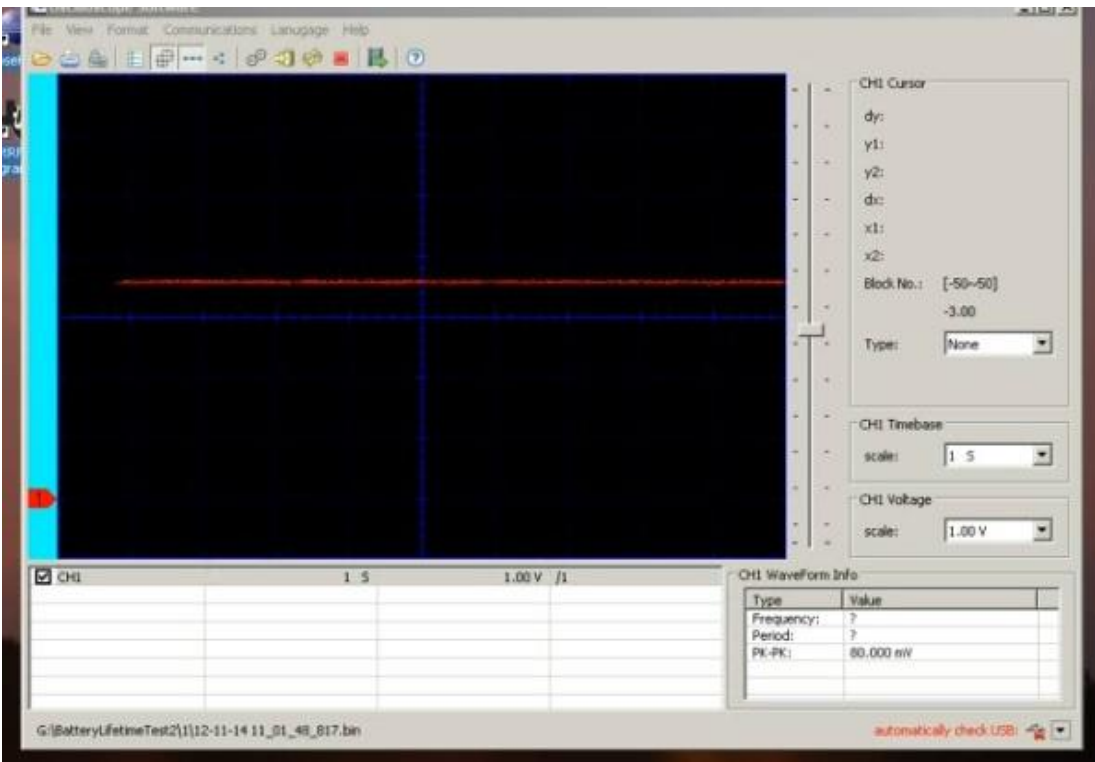 File View Format Communications Lanugage Help
CH1 Cursor
dy:
y1:
y2:
dx:
x1:
x2:
Block No.: [-50~50]
-3.00
Type: None
CH1 Timebase
scale: 1 S
CH1 Voltage
scale: 1.00 V
1
CH1 1 S 1.00 V /1
CH1 WaveForm Info
Type Value
Frequency: ?
Period: ?
PK-PK: 80.000 mV
G:\BatteryLifetimeTest2\1\12-11-14 11_01_48_817.bin
automatically check USB: